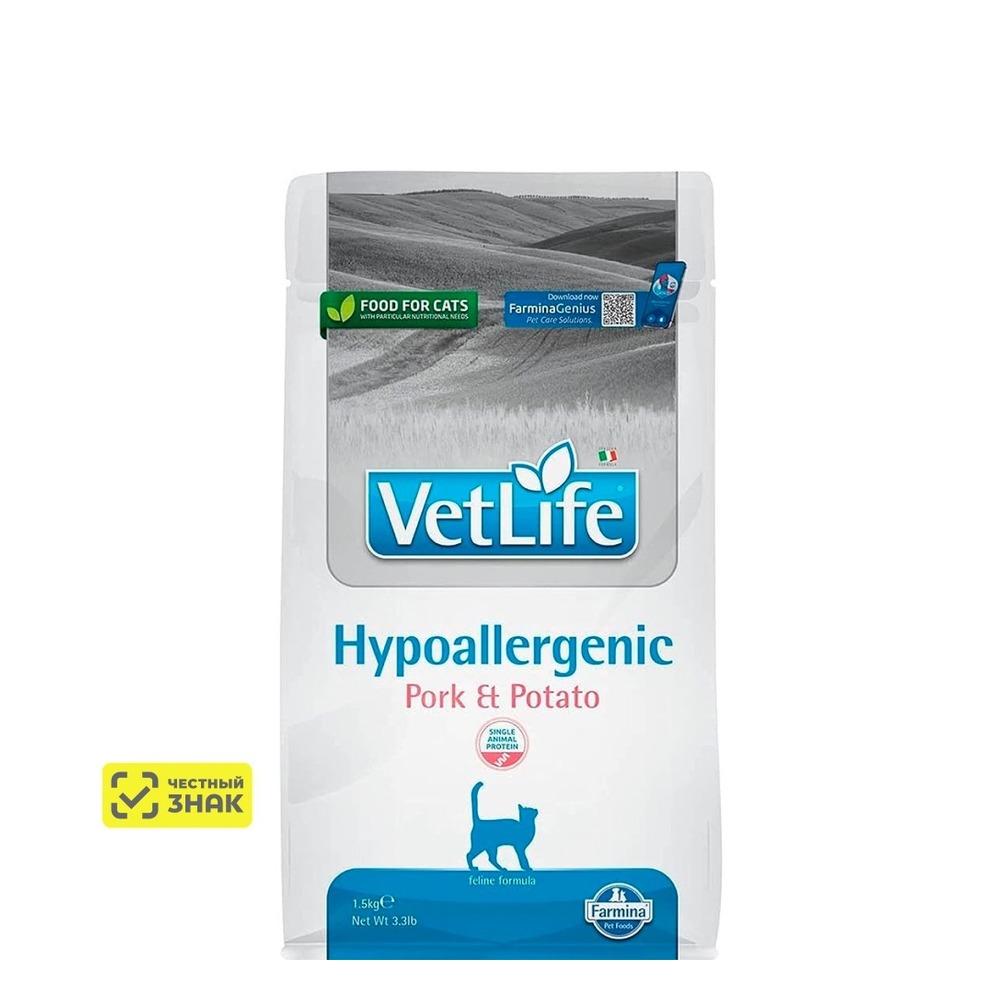 FOOD FOR CATS
WITH PARTICULAR NUTRITIONAL NEEDS
Download now
FarminaGenius
Pet Care Solutions.
VetLife
Hypoallergenic
Pork & Potato
SINGLE
ANIMAL
PROTEIN
ЧЕСТНЫЙ
ЗНАК
feline formula
1.5kg℮
Net Wt 3.3lb
Farmina
Pet Foods